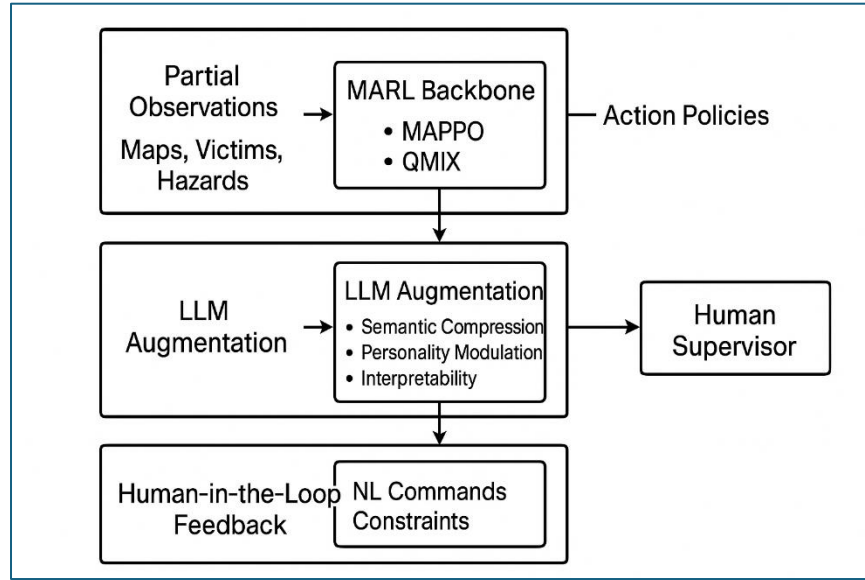 Partial
Observations
Maps, Victims,
Hazards
MARL Backbone
• MAPPO
• QMIX
Action Policies
LLM
Augmentation
LLM Augmentation
• Semantic Compression
• Personality Modulation
• Interpretability
Human
Supervisor
Human-in-the-Loop
Feedback
NL Commands
Constraints